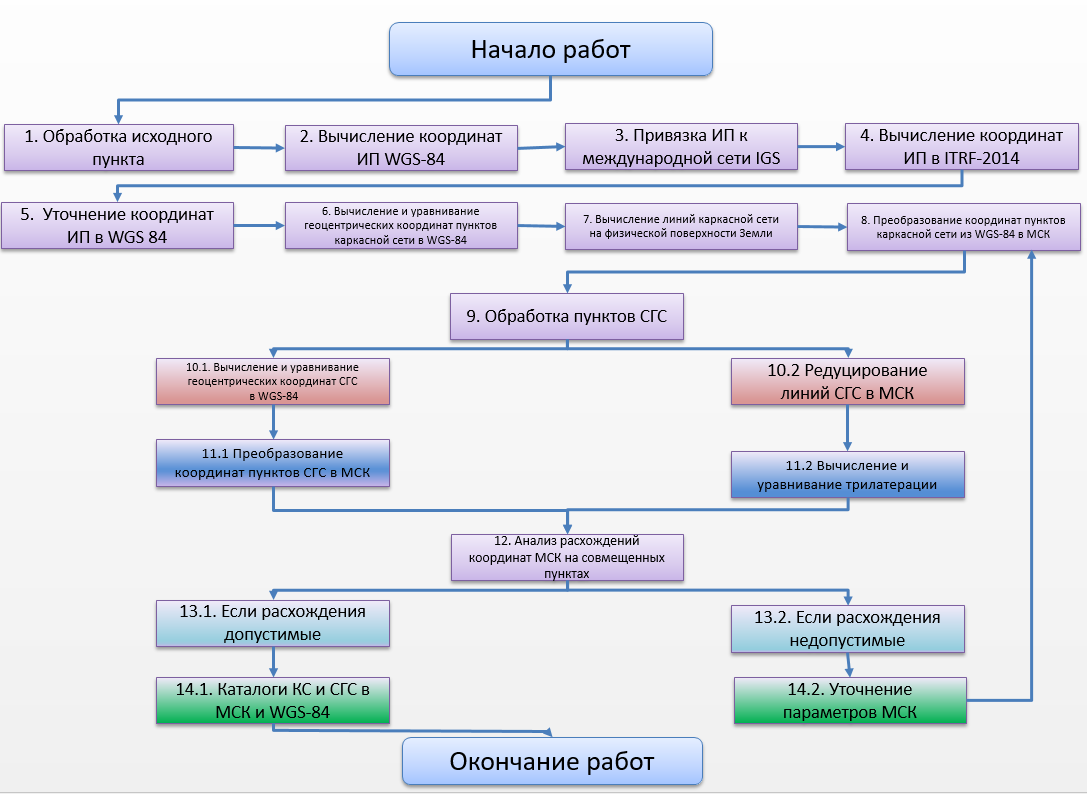 Начало работ
1. Обработка исходного
пункта
2. Вычисление координат
ИП WGS-84
3. Привязка ИП к
международной сети IGS
4. Вычисление координат
ИП в ITRF-2014
5. Уточнение координат
ИП в WGS 84
6. Вычисление и уравнивание
геоцентрических координат пунктов
каркасной сети в WGS-84
7. Вычисление линий каркасной сети
на физической поверхности Земли
8. Преобразование координат пунктов
каркасной сети из WGS-84 в МСК
9. Обработка пунктов СГС
10.1. Вычисление и уравнивание
геоцентрических координат СГС
в WGS-84
10.2 Редуцирование
линий СГС в МСК
11.1 Преобразование
координат пунктов СГС в МСК
11.2 Вычисление и
уравнивание трилатерации
12. Анализ расхождений
координат МСК на совмещенных
пунктах
13.1. Если расхождения
допустимые
13.2. Если расхождения
недопустимые
14.1. Каталоги КС и СГС в
МСК и WGS-84
14.2. Уточнение
параметров МСК
Окончание работ